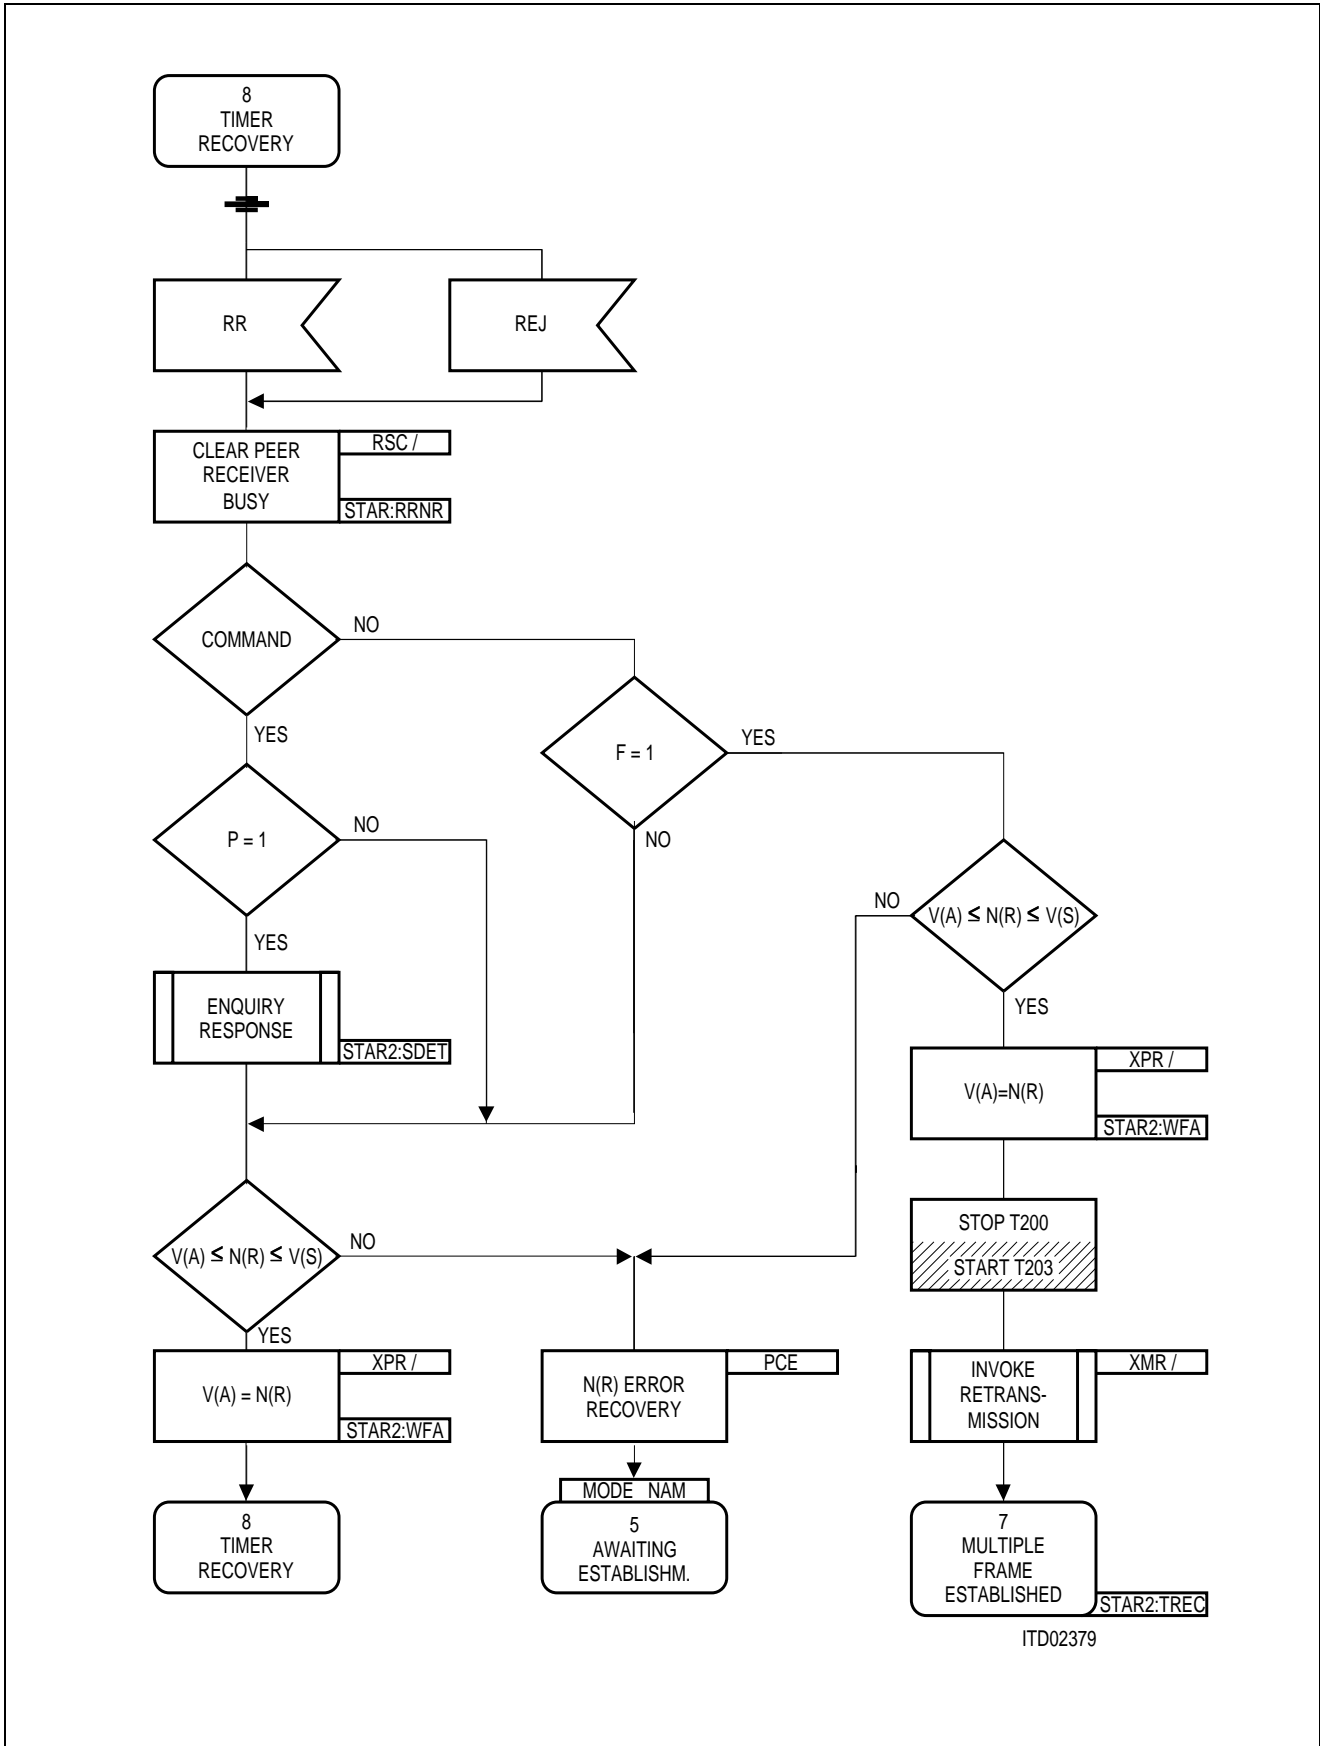 8
TIMER
RECOVERY
RR
REJ
CLEAR PEER
RECEIVER
BUSY
RSC /
STAR:RRNR
COMMAND
NO
YES
F = 1
YES
NO
P = 1
NO
YES
V(A) ≤ N(R) ≤ V(S)
NO
YES
ENQUIRY
RESPONSE
STAR2:SDET
V(A)=N(R)
XPR /
STAR2:WFA
STOP T200
START T203
V(A) ≤ N(R) ≤ V(S)
NO
YES
V(A) = N(R)
XPR /
STAR2:WFA
N(R) ERROR
RECOVERY
PCE
INVOKE
RETRANS-
MISSION
XMR /
8
TIMER
RECOVERY
MODE NAM
5
AWAITING
ESTABLISHM.
7
MULTIPLE
FRAME
ESTABLISHED
STAR2:TREC
ITD02379